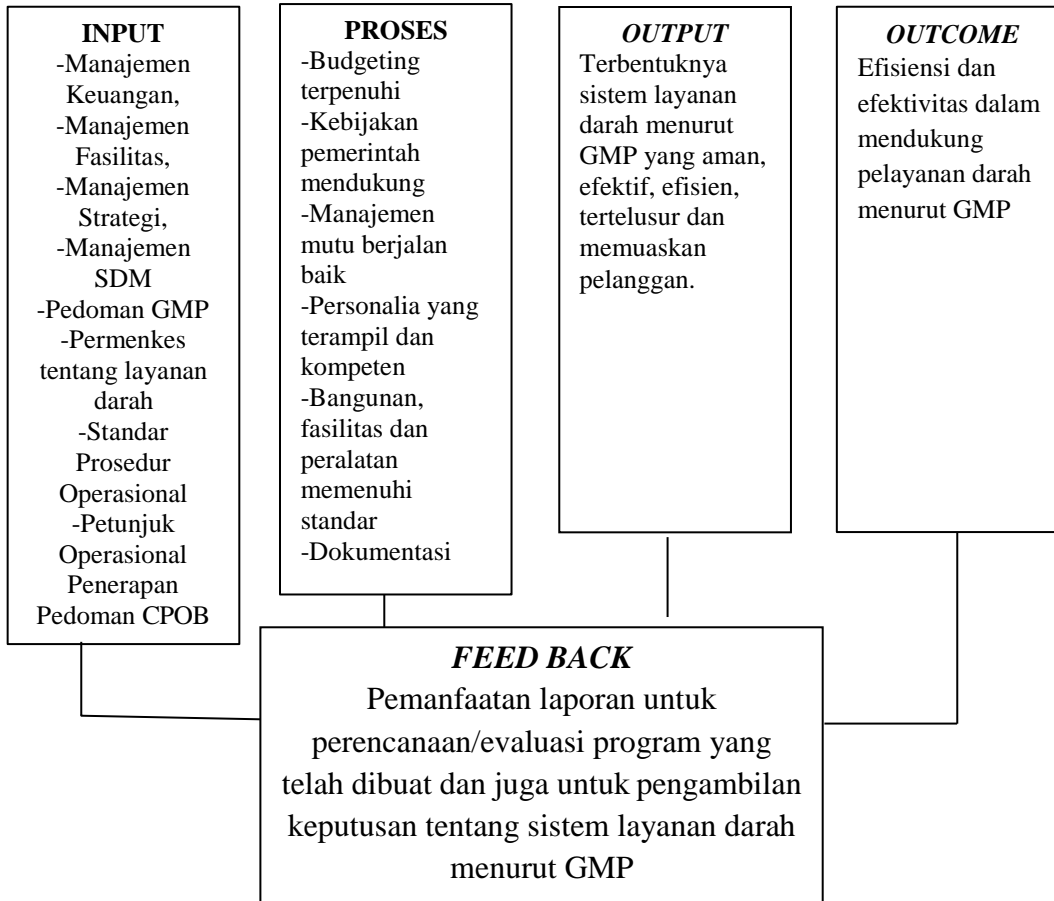 INPUT
-Manajemen
Keuangan,
-Manajemen
Fasilitas,
-Manajemen
Strategi,
-Manajemen
SDM
-Pedoman GMP
-Permenkes
tentang layanan
darah
-Standar
Prosedur
Operasional
-Petunjuk
Operasional
Penerapan
Pedoman CPOB
PROSES
-Budgeting
terpenuhi
-Kebijakan
pemerintah
mendukung
-Manajemen
mutu berjalan
baik
-Personalia yang
terampil dan
kompeten
-Bangunan,
fasilitas dan
peralatan
memenuhi
standar
-Dokumentasi
OUTPUT
Terbentuknya
sistem layanan
darah menurut
GMP yang aman,
efektif, efisien,
tertelusur dan
memuaskan
pelanggan.
OUTCOME
Efisiensi dan
efektivitas dalam
mendukung
pelayanan darah
menurut GMP
FEED BACK
Pemanfaatan laporan untuk
perencanaan/evaluasi program yang
telah dibuat dan juga untuk pengambilan
keputusan tentang sistem layanan darah
menurut GMP